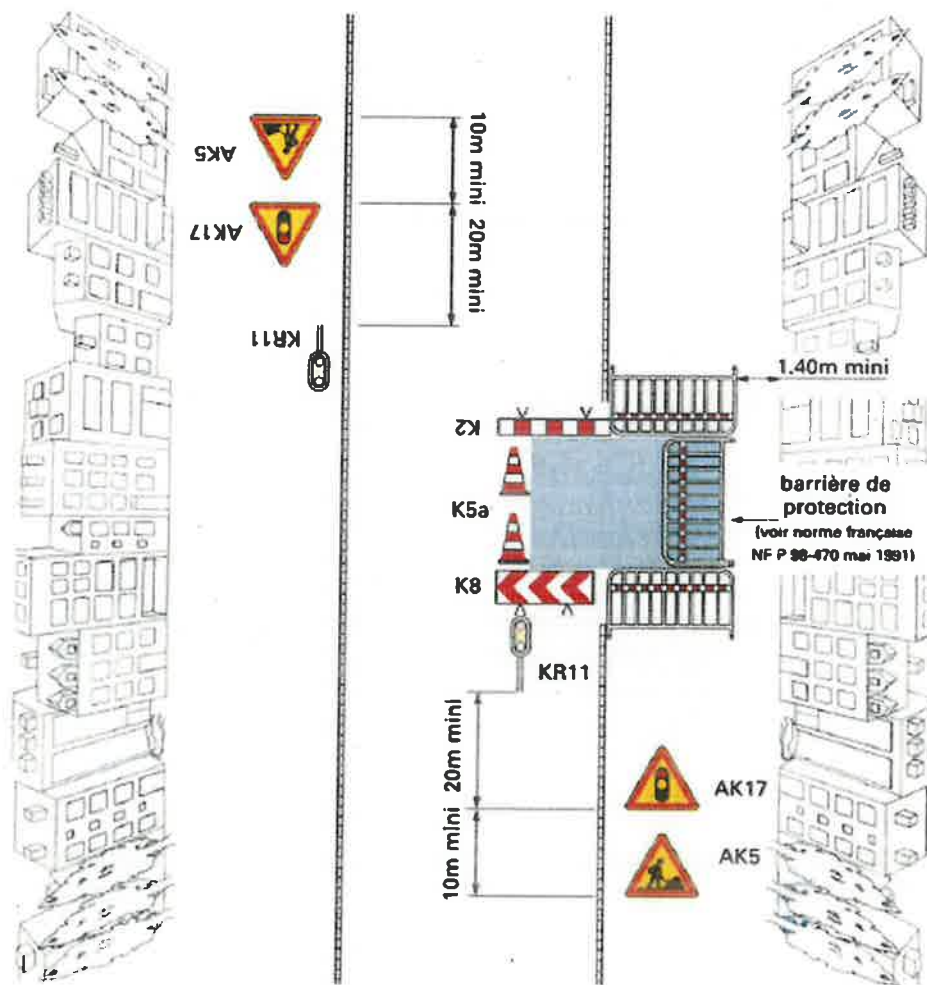 AK5
10m mini
AK17
20m mini
KR11
1.40m mini
K2
K5a
barrière de
protection
(voir norme française
NF P 98-470 mai 1991)
K8
KR11
20m mini
AK17
10m mini
AK5